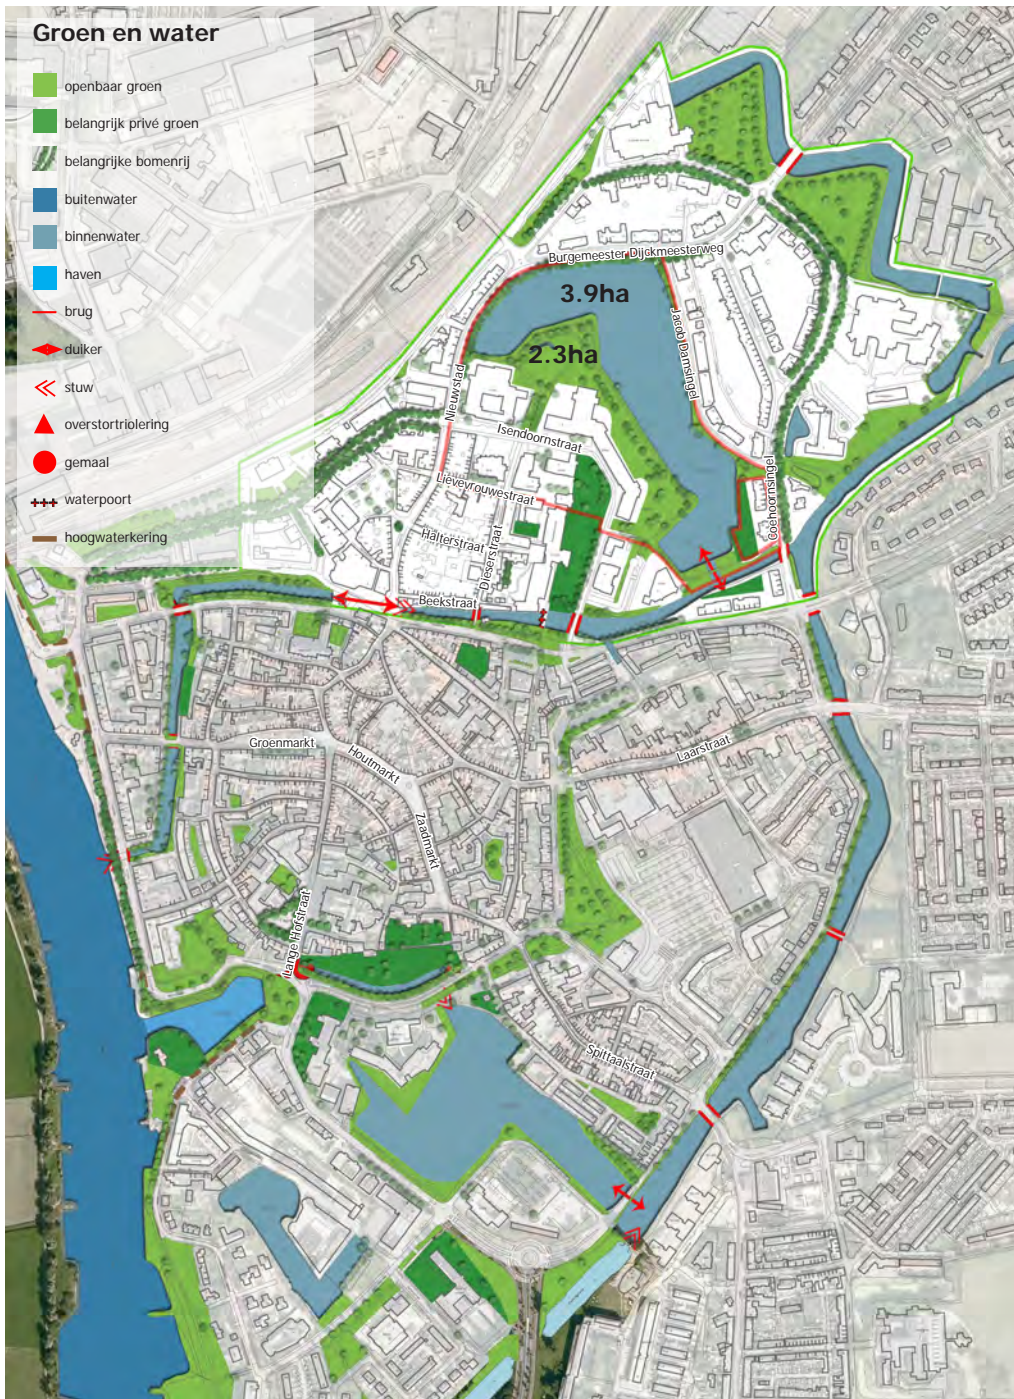 Groen en water
openbaar groen
belangrijk privé groen
belangrijke bomenrij
buitenwater
binnenwater
haven
brug
duiker
stuw
overstortriolering
gemaal
waterpoort
hoogwaterkering
Burgemeester Dijckmeesterweg
3.9ha
2.3ha
Jacob Damsingel
Nieuwstad
Isendoornstraat
Lievevrouwestraat
Coehoornsingel
Halterstraat
Dieserstraat
Beekstraat
Groenmarkt
Houtmarkt
Laarstraat
Zaadmarkt
Lange Hofstraat
Spittaalstraat